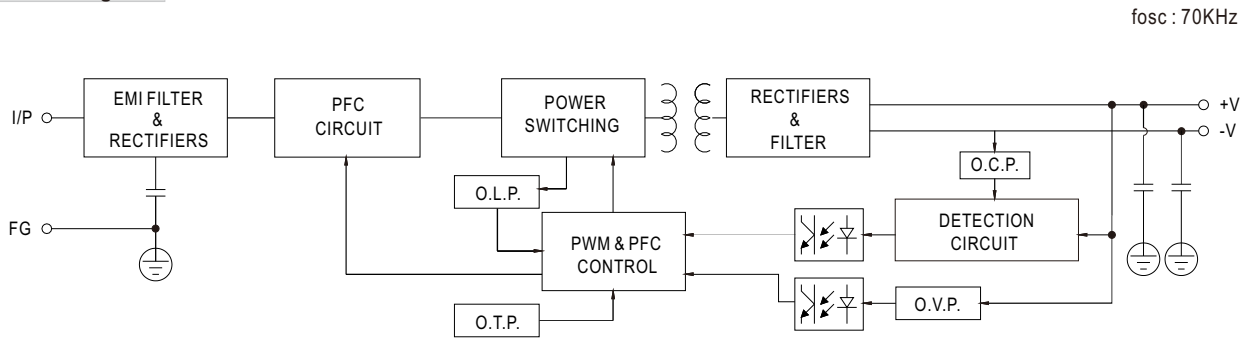 fosc : 70KHz
I/P
EMI FILTER
&
RECTIFIERS
PFC
CIRCUIT
POWER
SWITCHING
RECTIFIERS
&
FILTER
+V
-V
O.C.P.
O.L.P.
FG
PWM & PFC
CONTROL
DETECTION
CIRCUIT
O.T.P.
O.V.P.